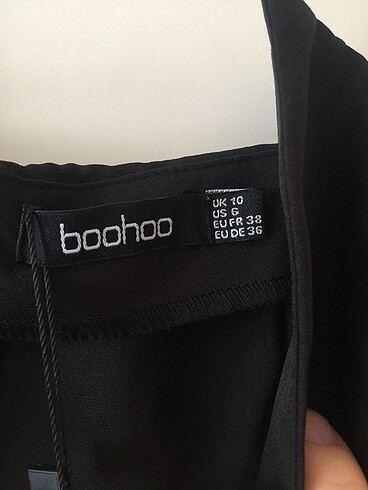 boohoo
UK 10
US 6
EU FR 38
EU DE 36